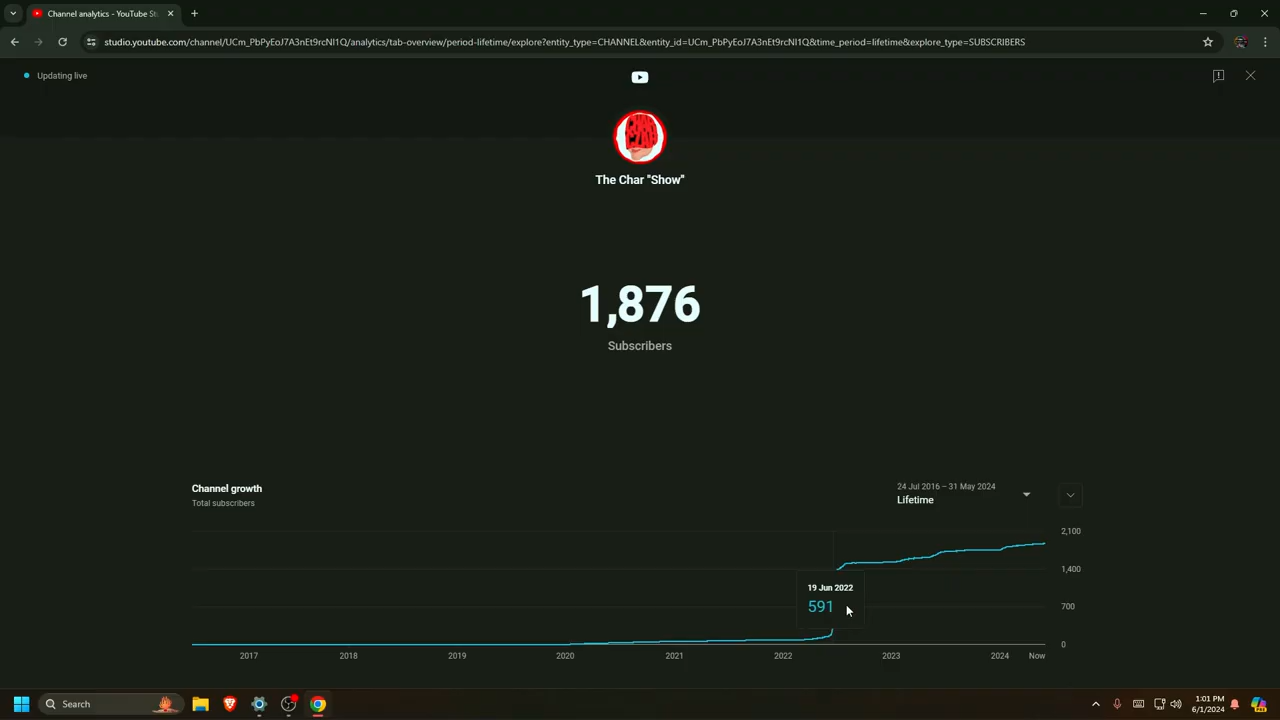 Channel analytics - YouTube St
studio.youtube.com/channel/UCm_PbPyEoJ7A3nEt9rcNI1Q/analytics/tab-overview/period-lifetime/explore?entity_type=CHANNEL&entity_id=UCm_PbPyEoJ7A3nEt9rcNI1Q&time_period=lifetime&explore_type=SUBSCRIBERS
Updating live
The Char "Show"
1,876
Subscribers
Channel growth
Total subscribers
24 Jul 2016 – 31 May 2024
Lifetime
2,100
1,400
700
0
19 Jun 2022
591
2017 2018 2019 2020 2021 2022 2023 2024 Now
Search
1:01 PM
6/1/2024